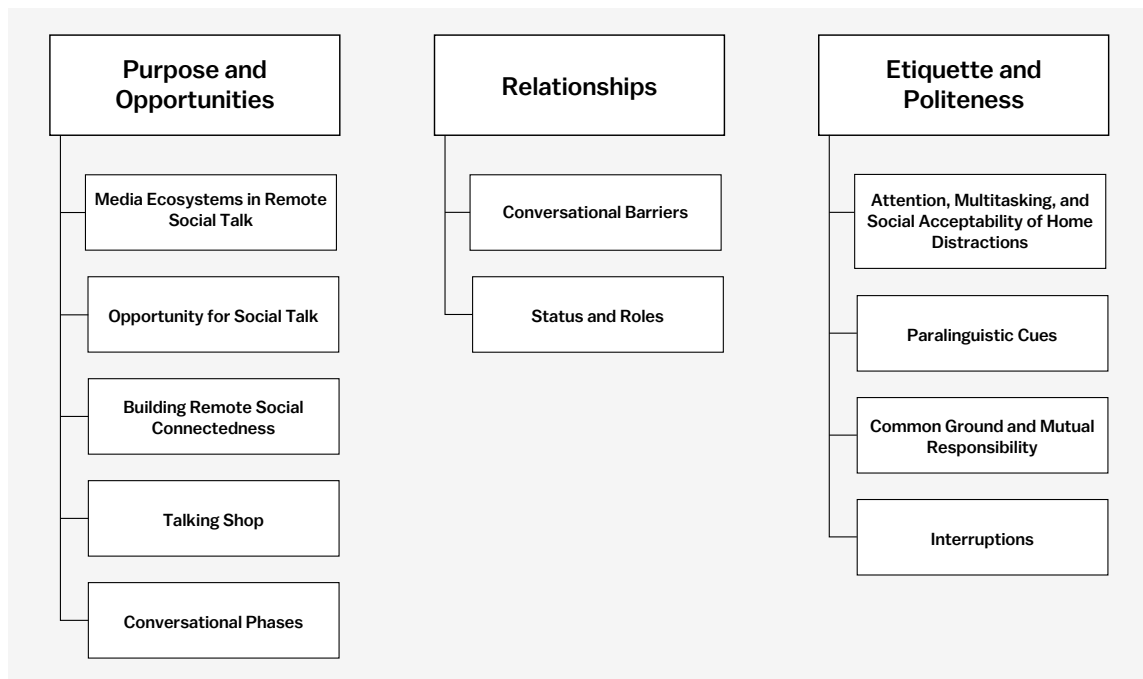 Purpose and
Opportunities
Media Ecosystems in Remote
Social Talk
Opportunity for Social Talk
Building Remote Social
Connectedness
Talking Shop
Conversational Phases
Relationships
Conversational Barriers
Status and Roles
Etiquette and
Politeness
Attention, Multitasking, and
Social Acceptability of Home
Distractions
Paralinguistic Cues
Common Ground and Mutual
Responsibility
Interruptions